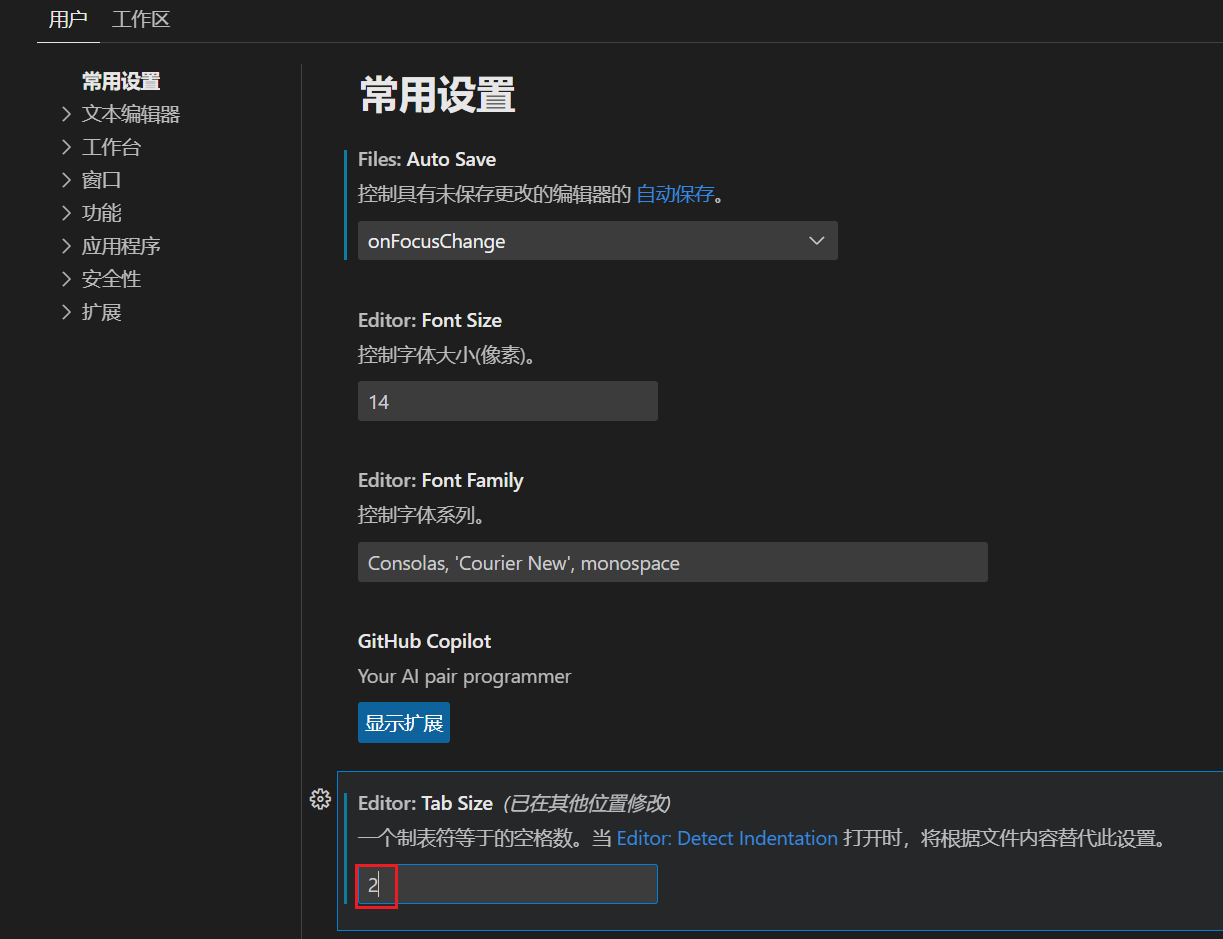 用户 工作区
常用设置
文本编辑器
工作台
窗口
功能
应用程序
安全性
扩展
常用设置
Files: Auto Save
控制具有未保存更改的编辑器的 自动保存。
onFocusChange
Editor: Font Size
控制字体大小(像素)。
14
Editor: Font Family
控制字体系列。
Consolas, 'Courier New', monospace
GitHub Copilot
Your AI pair programmer
显示扩展
Editor: Tab Size (已在其他位置修改)
一个制表符等于的空格数。当 Editor: Detect Indentation 打开时，将根据文件内容替代此设置。
2